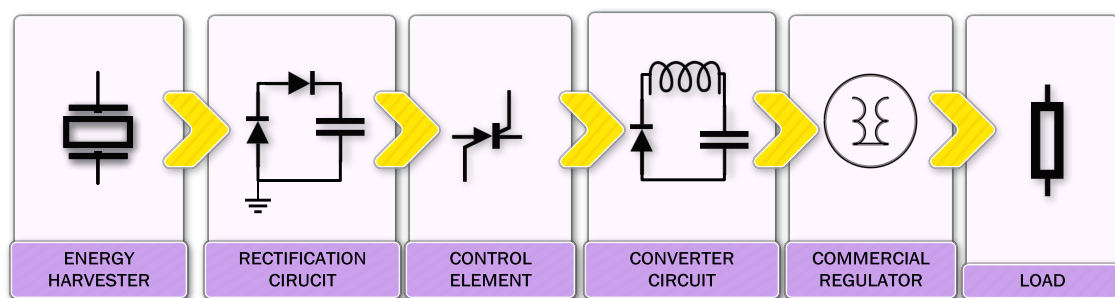 ENERGY
HARVESTER
RECTIFICATION
CIRUCIT
CONTROL
ELEMENT
CONVERTER
CIRCUIT
COMMERCIAL
REGULATOR
LOAD